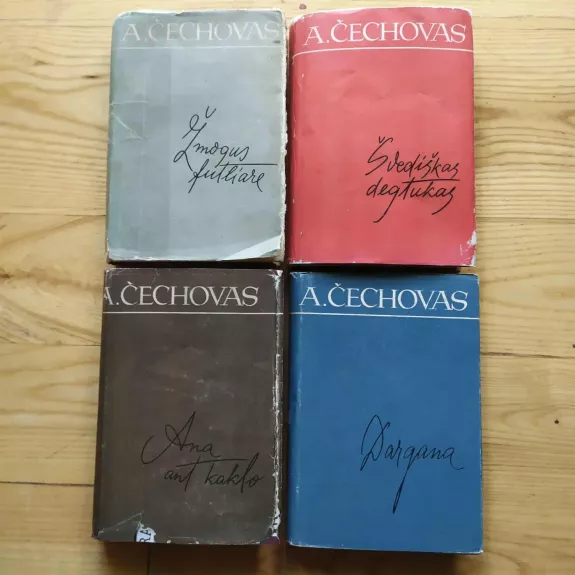 A.ČECHOVAS
Žmogus
futliare
A.ČECHOVAS
Švediškas
degtukas
A.ČECHOVAS
Ana
ant kaklo
A.ČECHOVAS
Dargana